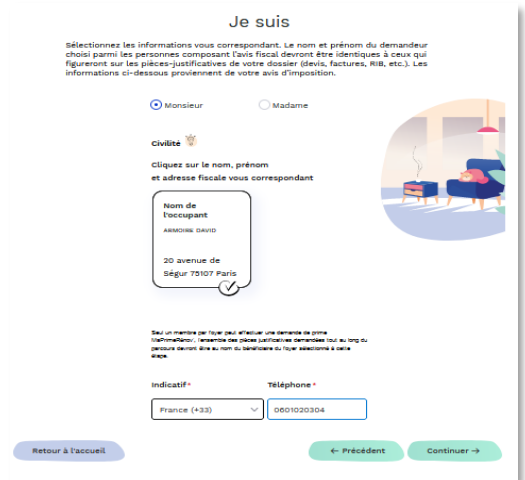 Je suis
Sélectionnez les informations vous correspondant. Le nom et prénom du demandeur
choisi parmi les personnes composant l'avis fiscal devront être identiques à ceux qui
figureront sur les pièces-justificatives de votre dossier (devis, factures, RIB, etc.). Les
informations ci-dessous proviennent de votre avis d'imposition.
Monsieur Madame
Civilité
Cliquez sur le nom, prénom
et adresse fiscale vous correspondant
Nom de
l'occupant
ARMOIRE DAVID
20 avenue de
Ségur 75107 Paris
Seul un membre par foyer peut effectuer une demande de prime
MaPrimeRénov', l'ensemble des pièces justificatives demandées tout au long du
parcours devront être au nom du bénéficiaire du foyer sélectionné à cette
étape.
Indicatif * Téléphone *
France (+33) 0601020304
Retour à l'accueil ← Précédent Continuer →